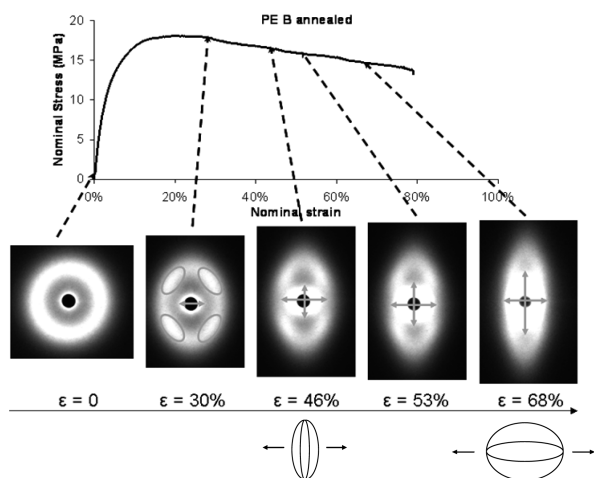 PE B annealed
Nominal Stress (MPa)
20
15
10
5
0
0%
20%
40%
60%
80%
100%
Nominal strain
ε = 0
ε = 30%
ε = 46%
ε = 53%
ε = 68%